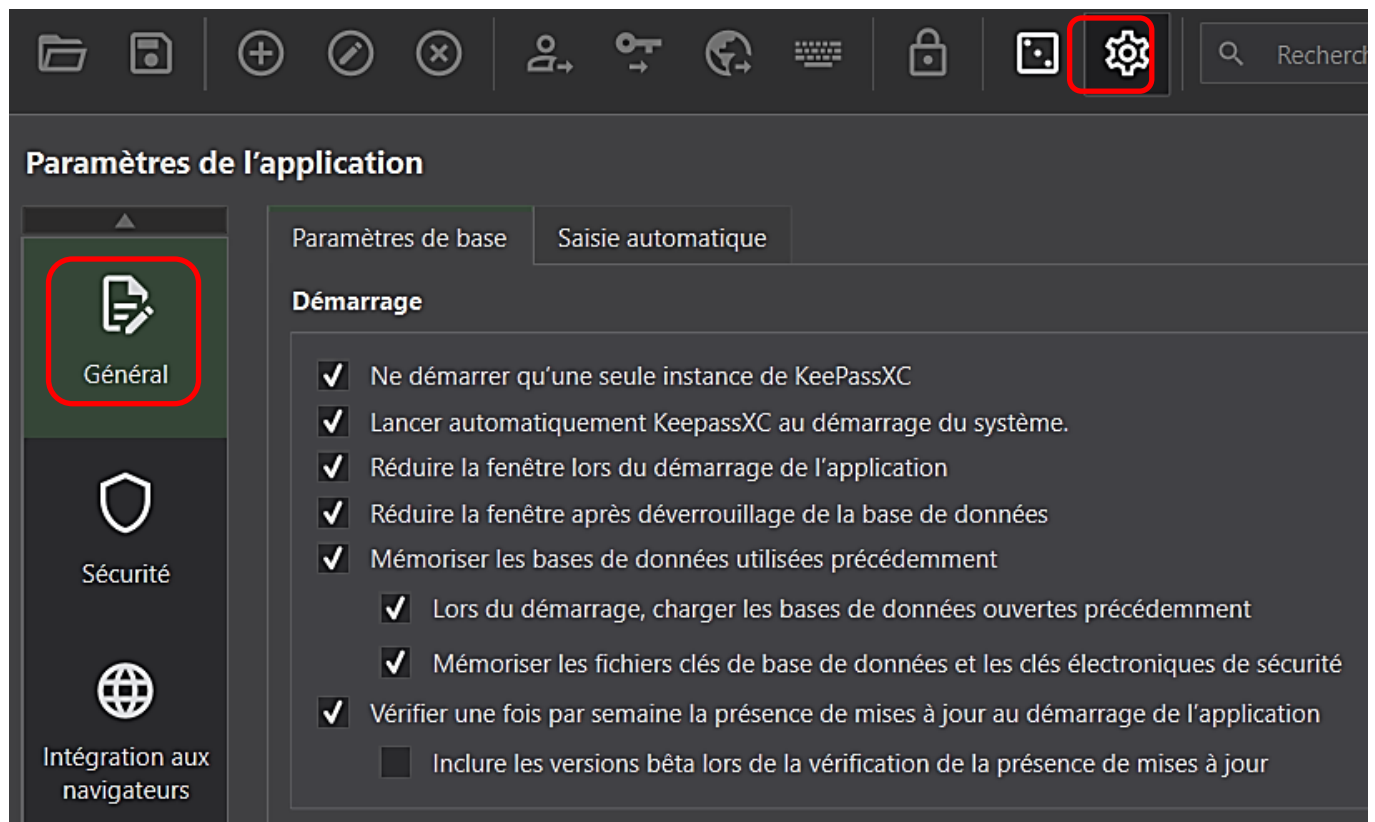 Recherch
Paramètres de l’application
Paramètres de base
Saisie automatique
Démarrage
Général
Ne démarrer qu’une seule instance de KeePassXC
Lancer automatiquement KeepassXC au démarrage du système.
Réduire la fenêtre lors du démarrage de l’application
Réduire la fenêtre après déverrouillage de la base de données
Mémoriser les bases de données utilisées précédemment
Sécurité
Lors du démarrage, charger les bases de données ouvertes précédemment
Mémoriser les fichiers clés de base de données et les clés électroniques de sécurité
Vérifier une fois par semaine la présence de mises à jour au démarrage de l’application
Inclure les versions bêta lors de la vérification de la présence de mises à jour
Intégration aux
navigateurs